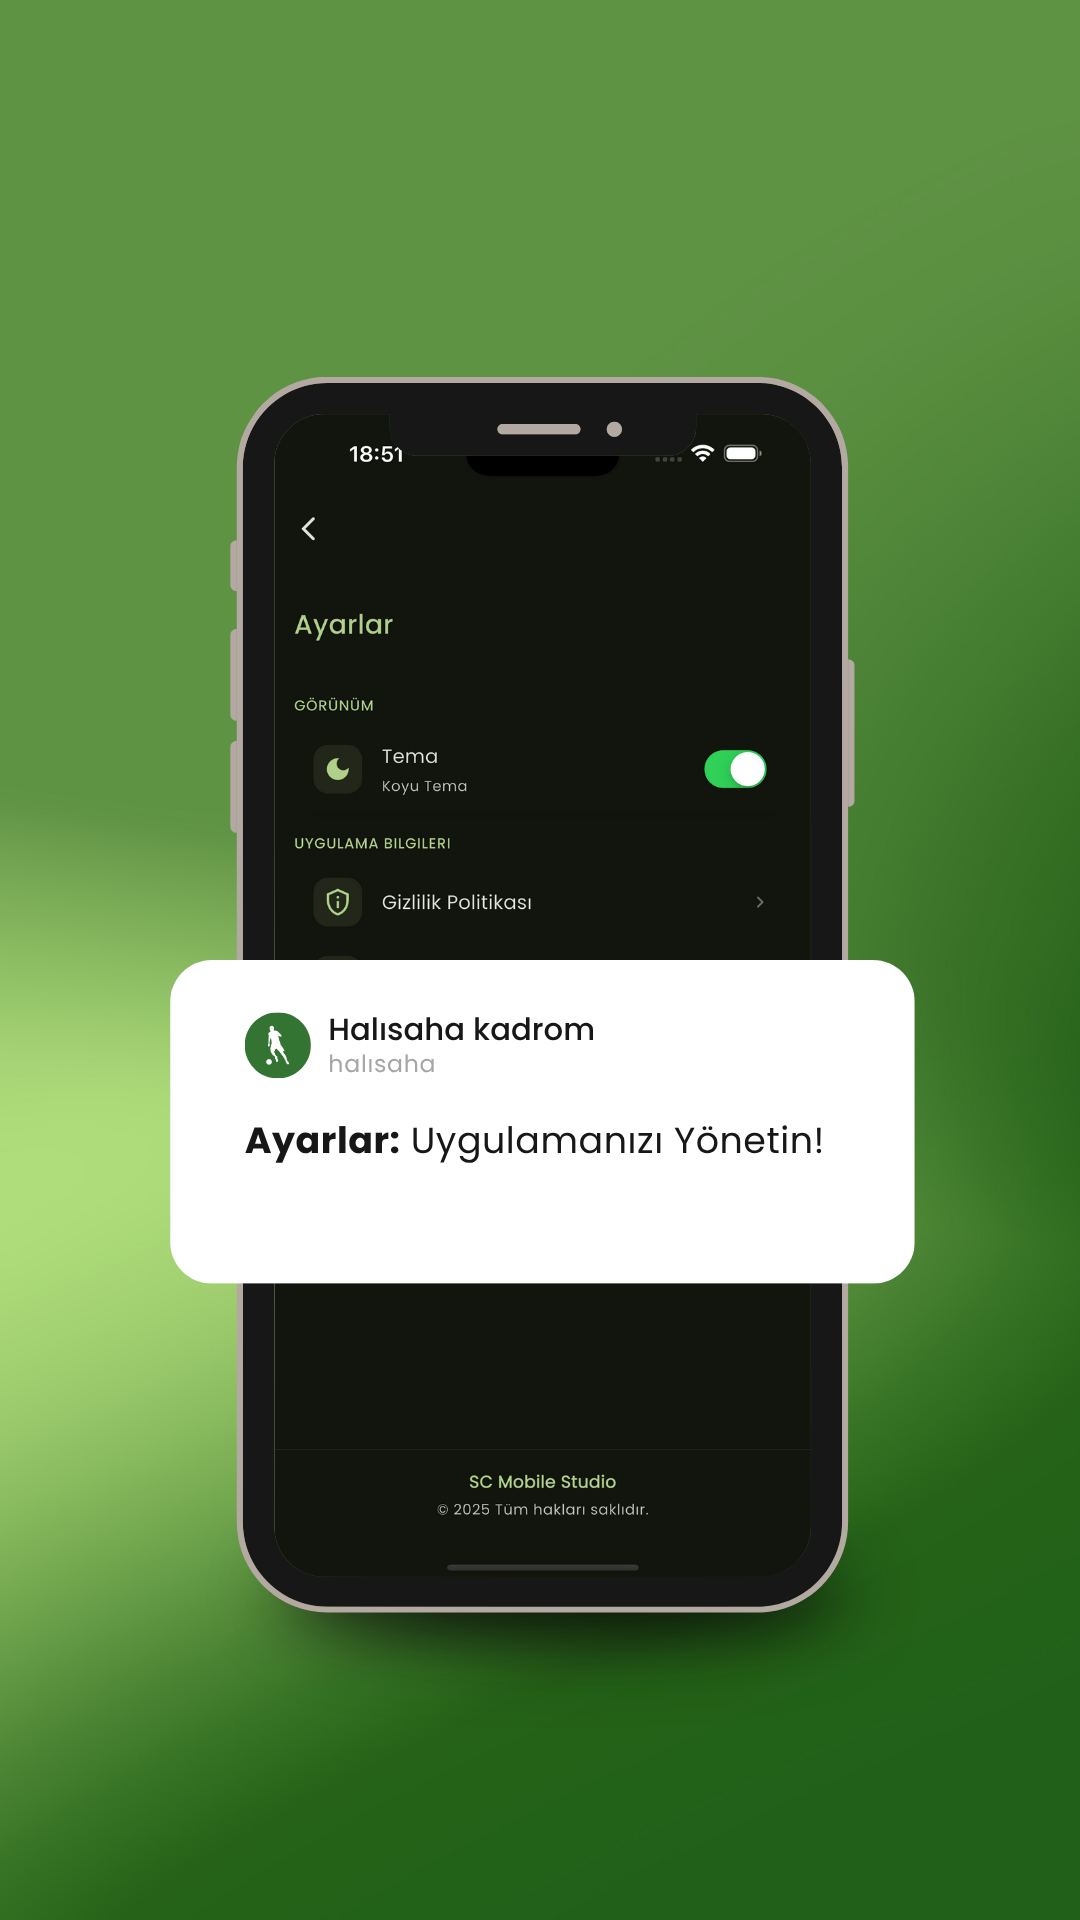 18:51
Ayarlar
GÖRÜNÜM
Tema
Koyu Tema
UYGULAMA BILGILERI
Gizlilik Politikası
Halısaha kadrom
halısaha
Ayarlar: Uygulamanızı Yönetin!
SC Mobile Studio
© 2025 Tüm hakları saklıdır.